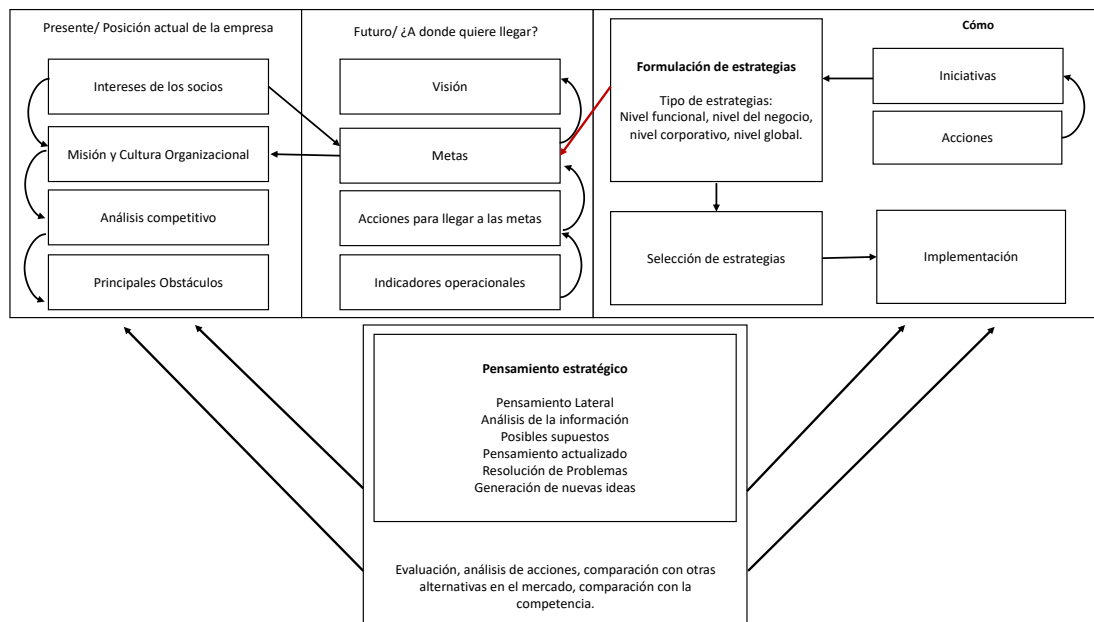 Presente/ Posición actual de la empresa
Intereses de los socios
Misión y Cultura Organizacional
Análisis competitivo
Principales Obstáculos
Futuro/ ¿A donde quiere llegar?
Visión
Metas
Acciones para llegar a las metas
Indicadores operacionales
Cómo
Formulación de estrategias
Tipo de estrategias:
Nivel funcional, nivel del negocio,
nivel corporativo, nivel global.
Iniciativas
Acciones
Selección de estrategias
Implementación
Pensamiento estratégico
Pensamiento Lateral
Análisis de la información
Posibles supuestos
Pensamiento actualizado
Resolución de Problemas
Generación de nuevas ideas
Evaluación, análisis de acciones, comparación con otras
alternativas en el mercado, comparación con la
competencia.